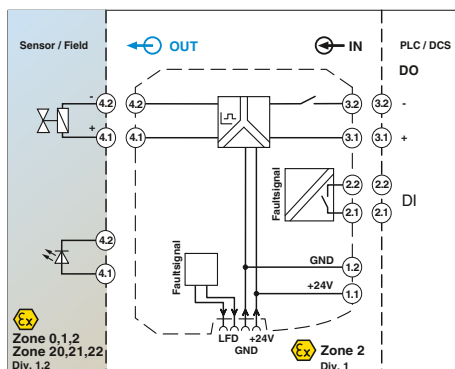 Sensor / Field
OUT
IN
PLC / DCS
DO
-
4.2
4.2
3.2
3.2
-
+
4.1
4.1
3.1
3.1
+
Faultsignal
2.2
2.2
DI
2.1
2.1
4.2
4.1
Faultsignal
GND
1.2
+24V
1.1
LFD
+24V
GND
Ex
Zone 0,1,2
Zone 20,21,22
Div. 1,2
Ex
Zone 2
Div. 1